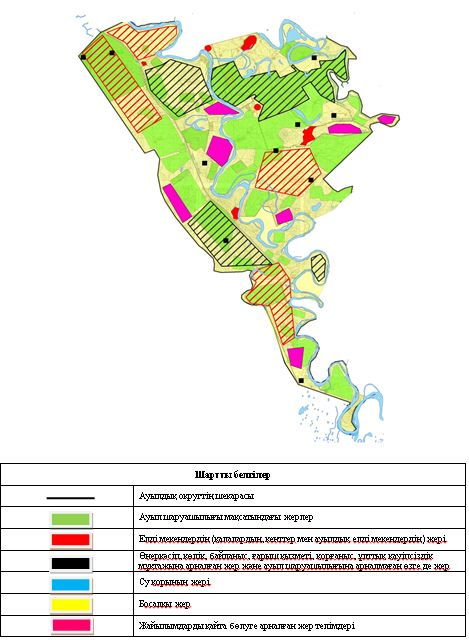 Шартты белгілер
Ауылдық округтің шекарасы
Ауыл шаруашылығы мақсатындағы жерлер
Елді мекендердің (қалалардың, кенттер мен ауылдық елді мекендердің) жері
Өнеркәсіп, көлік, байланыс, ғарыш қызметі, қорғаныс, ұлттық қауіпсіздік
мұқтажына арналған жер және ауыл шаруашылығына арналмаған өзге де жер
Су қорының жері
Босалқы жер
Жайылымдарды қайта бөлуге арналған жер телімдері